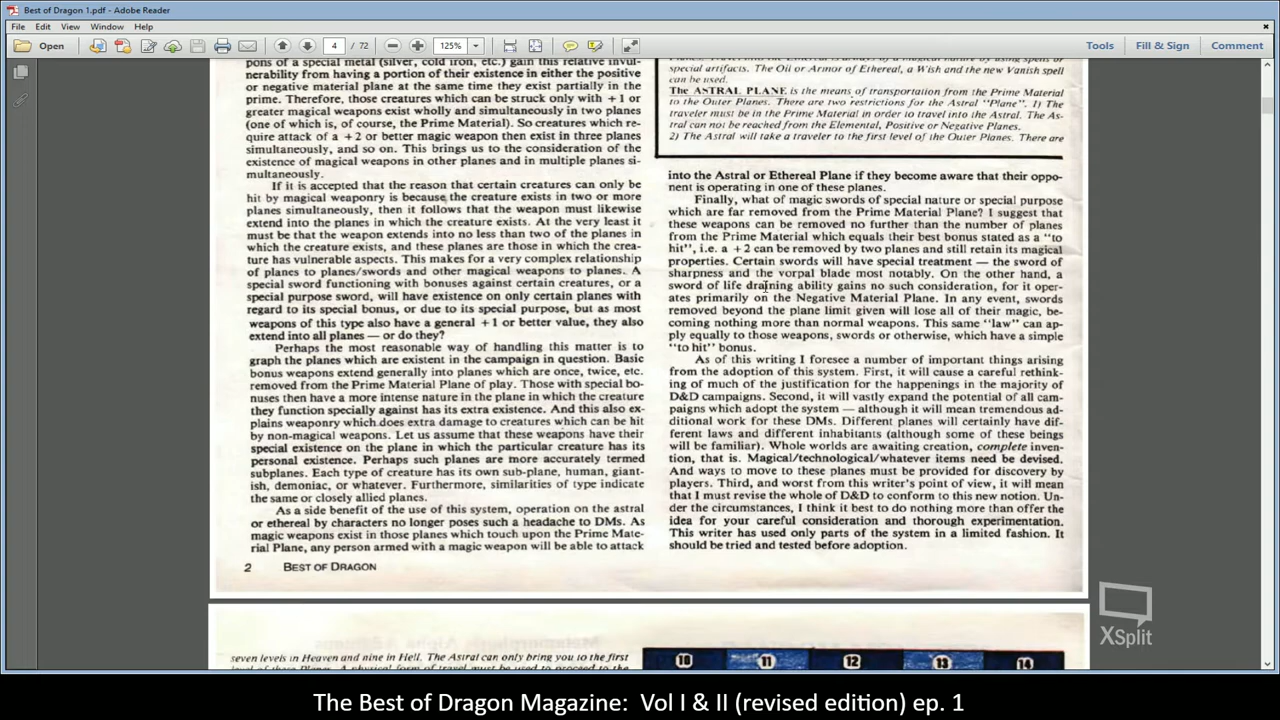 Best of Dragon 1.pdf - Adobe Reader
File Edit View Window Help
Open 4 / 72 125% Tools Fill & Sign Comment
pons of a special metal (silver, cold iron, etc.) gain this relative invul-
nerability from having a portion of their existence in either the positive
or negative material plane at the same time they exist partially in the
prime. Therefore, those creatures which can be struck only with +1 or
greater magical weapons exist wholly and simultaneously in two planes
(one of which is, of course, the Prime Material). So creatures which re-
quire attack of a +2 or better magic weapon then exist in three planes
simultaneously, and so on. This brings us to the consideration of the
existence of magical weapons in other planes and in multiple planes si-
multaneously.
If it is accepted that the reason that certain creatures can only be
hit by magical weaponry is because the creature exists in two or more
planes simultaneously, then it follows that the weapon must likewise
extend into the planes in which the creature exists. At the very least it
must be that the weapon extends into no less than two of the planes in
which the creature exists, and these planes are those in which the crea-
ture has vulnerable aspects. This makes for a very complex relationship
of planes to planes/swords and other magical weapons to planes. A
special sword functioning with bonuses against certain creatures, or a
special purpose sword, will have existence on only certain planes with
regard to its special bonus, or due to its special purpose, but as most
weapons of this type also have a general +1 or better value, they also
extend into all planes — or do they?
Perhaps the most reasonable way of handling this matter is to
graph the planes which are existent in the campaign in question. Basic
bonus weapons extend generally into planes which are once, twice, etc.
removed from the Prime Material Plane of play. Those with special bo-
nuses then have a more intense nature in the plane in which the creature
they function specially against has its extra existence. And this also ex-
plains weaponry which does extra damage to creatures which can be hit
by non-magical weapons. Let us assume that these weapons have their
special existence on the plane in which the particular creature has its
personal existence. Perhaps such planes are more accurately termed
subplanes. Each type of creature has its own sub-plane, human, giant-
ish, demoniac, or whatever. Furthermore, similarities of type indicate
the same or closely allied planes.
As a side benefit of the use of this system, operation on the astral
or ethereal by characters no longer poses such a headache to DMs. As
magic weapons exist in those planes which touch upon the Prime Mate-
rial Plane, any person armed with a magic weapon will be able to attack
2 BEST OF DRAGON
special artifacts. The Oil or Armor of Ethereal, a Wish and the new Vanish spell
can be used.
THE ASTRAL PLANE is the means of transportation from the Prime Material
to the Outer Planes. There are two restrictions for the Astral "Plane". 1) The
traveler must be in the Prime Material in order to travel into the Astral. The As-
tral can not be reached from the Elemental, Positive or Negative Planes.
2) The Astral will take a traveler to the first level of the Outer Planes. There are
into the Astral or Ethereal Plane if they become aware that their oppo-
nent is operating in one of these planes.
Finally, what of magic swords of special nature or special purpose
which are far removed from the Prime Material Plane? I suggest that
these weapons can be removed no further than the number of planes
from the Prime Material which equals their best bonus stated as a "to
hit", i.e. a +2 can be removed by two planes and still retain its magical
properties. Certain swords will have special treatment — the sword of
sharpness and the vorpal blade most notably. On the other hand, a
sword of life draining ability gains no such consideration, for it oper-
ates primarily on the Negative Material Plane. In any event, swords
removed beyond the plane limit given will lose all of their magic, be-
coming nothing more than normal weapons. This same "law" can ap-
ply equally to those weapons, swords or otherwise, which have a simple
"to hit" bonus.
As of this writing I foresee a number of important things arising
from the adoption of this system. First, it will cause a careful rethink-
ing of much of the justification for the happenings in the majority of
D&D campaigns. Second, it will vastly expand the potential of all cam-
paigns which adopt the system — although it will mean tremendous ad-
ditional work for these DMs. Different planes will certainly have dif-
ferent laws and different inhabitants (although some of these beings
will be familiar). Whole worlds are awaiting creation, complete inven-
tion, that is. Magical/technological/whatever items need be devised.
And ways to move to these planes must be provided for discovery by
players. Third, and worst from this writer's point of view, it will mean
that I must revise the whole of D&D to conform to this new notion. Un-
der the circumstances, I think it best to do nothing more than offer the
idea for your careful consideration and thorough experimentation.
This writer has used only parts of the system in a limited fashion. It
should be tried and tested before adoption.
seven levels in Heaven and nine in Hell. The Astral can only bring you to the first
10 11 12 13 14
XSplit
The Best of Dragon Magazine: Vol I & II (revised edition) ep. 1